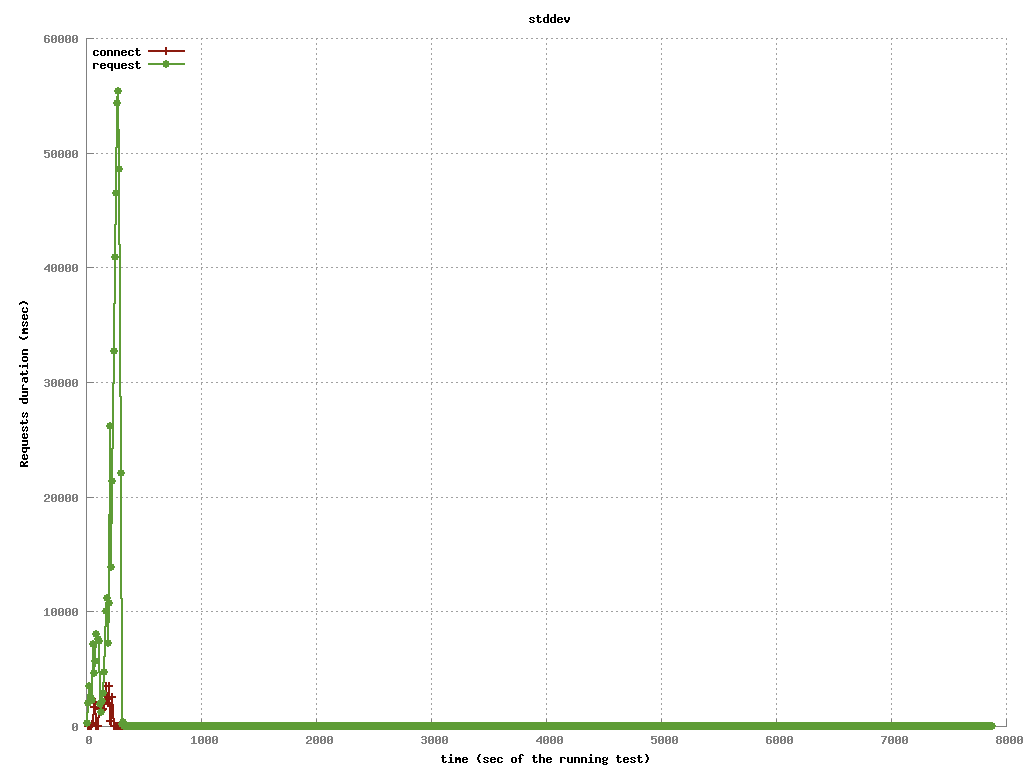 stddev
60000
connect
request
50000
40000
Requests duration (msec)
30000
20000
10000
0
0 1000 2000 3000 4000 5000 6000 7000 8000
time (sec of the running test)